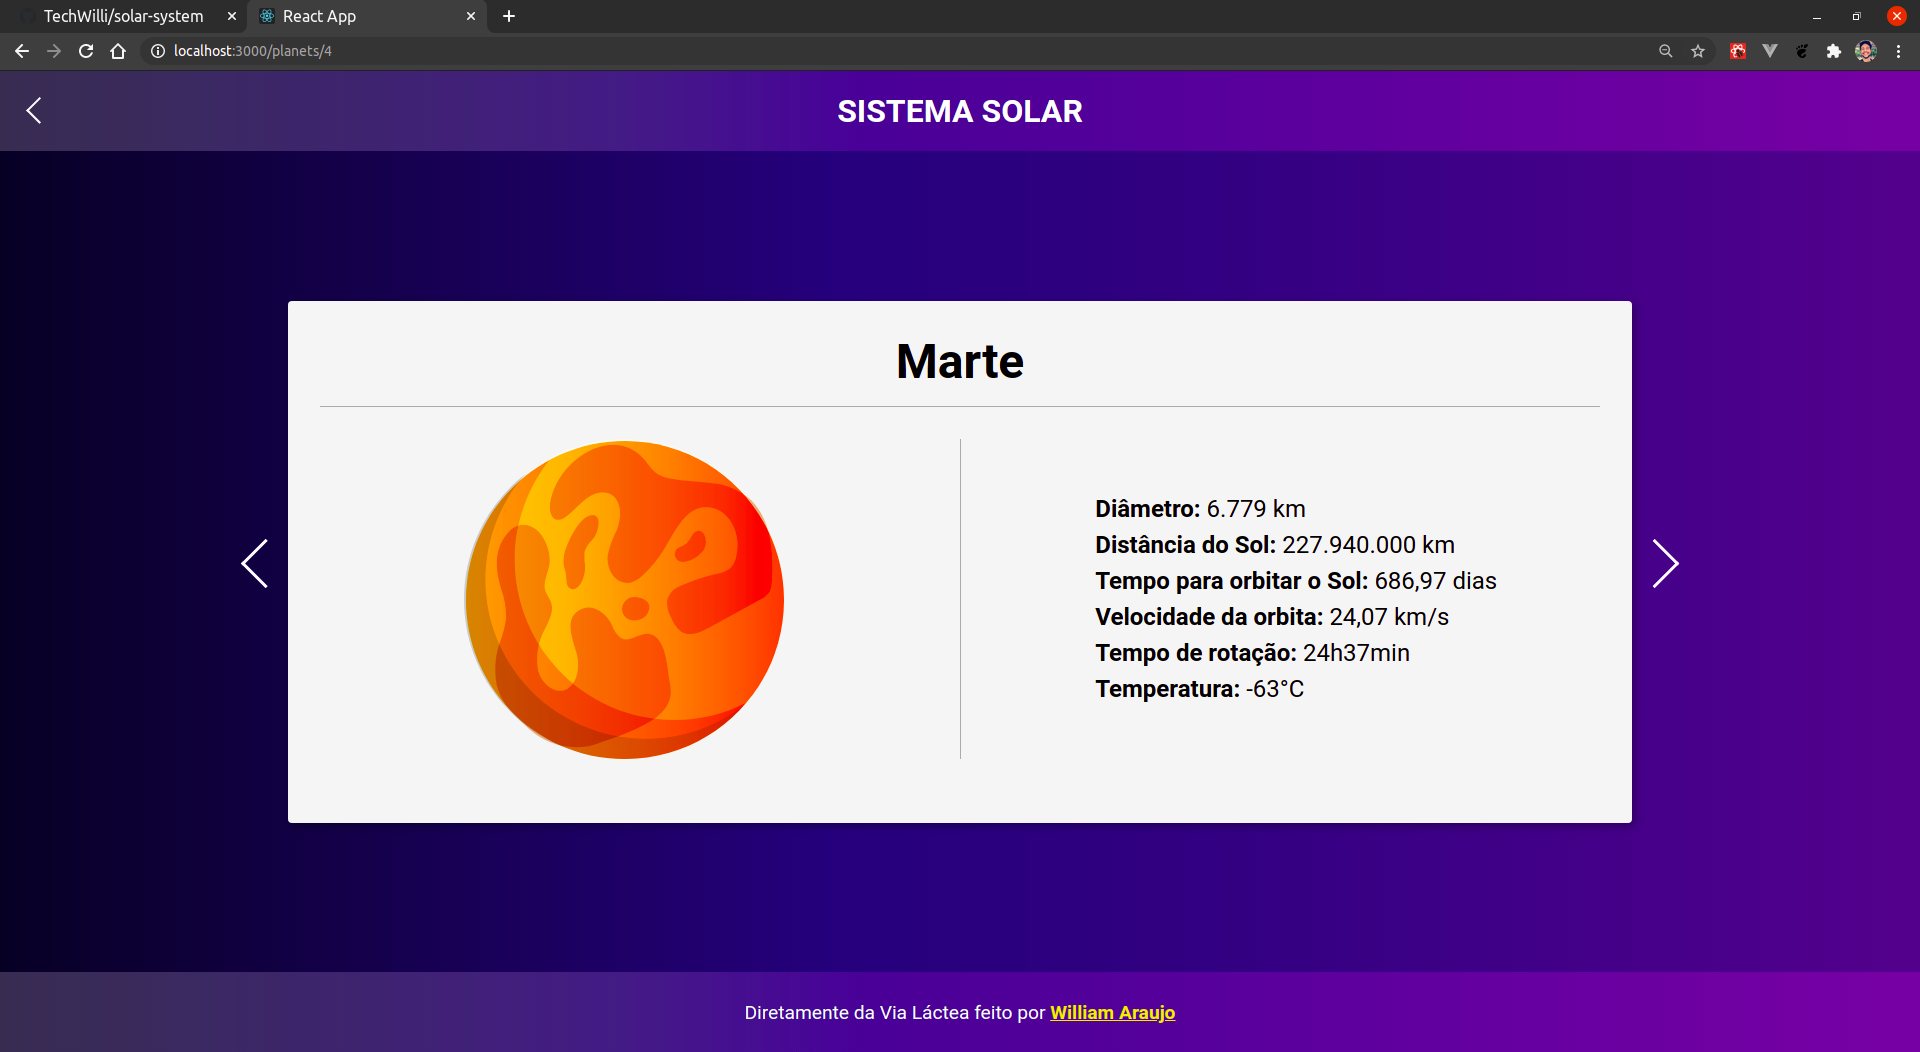 TechWilli/solar-system
React App
localhost:3000/planets/4
SISTEMA SOLAR
Marte
Diâmetro: 6.779 km
Distância do Sol: 227.940.000 km
Tempo para orbitar o Sol: 686,97 dias
Velocidade da orbita: 24,07 km/s
Tempo de rotação: 24h37min
Temperatura: -63°C
Diretamente da Via Láctea feito por William Araujo